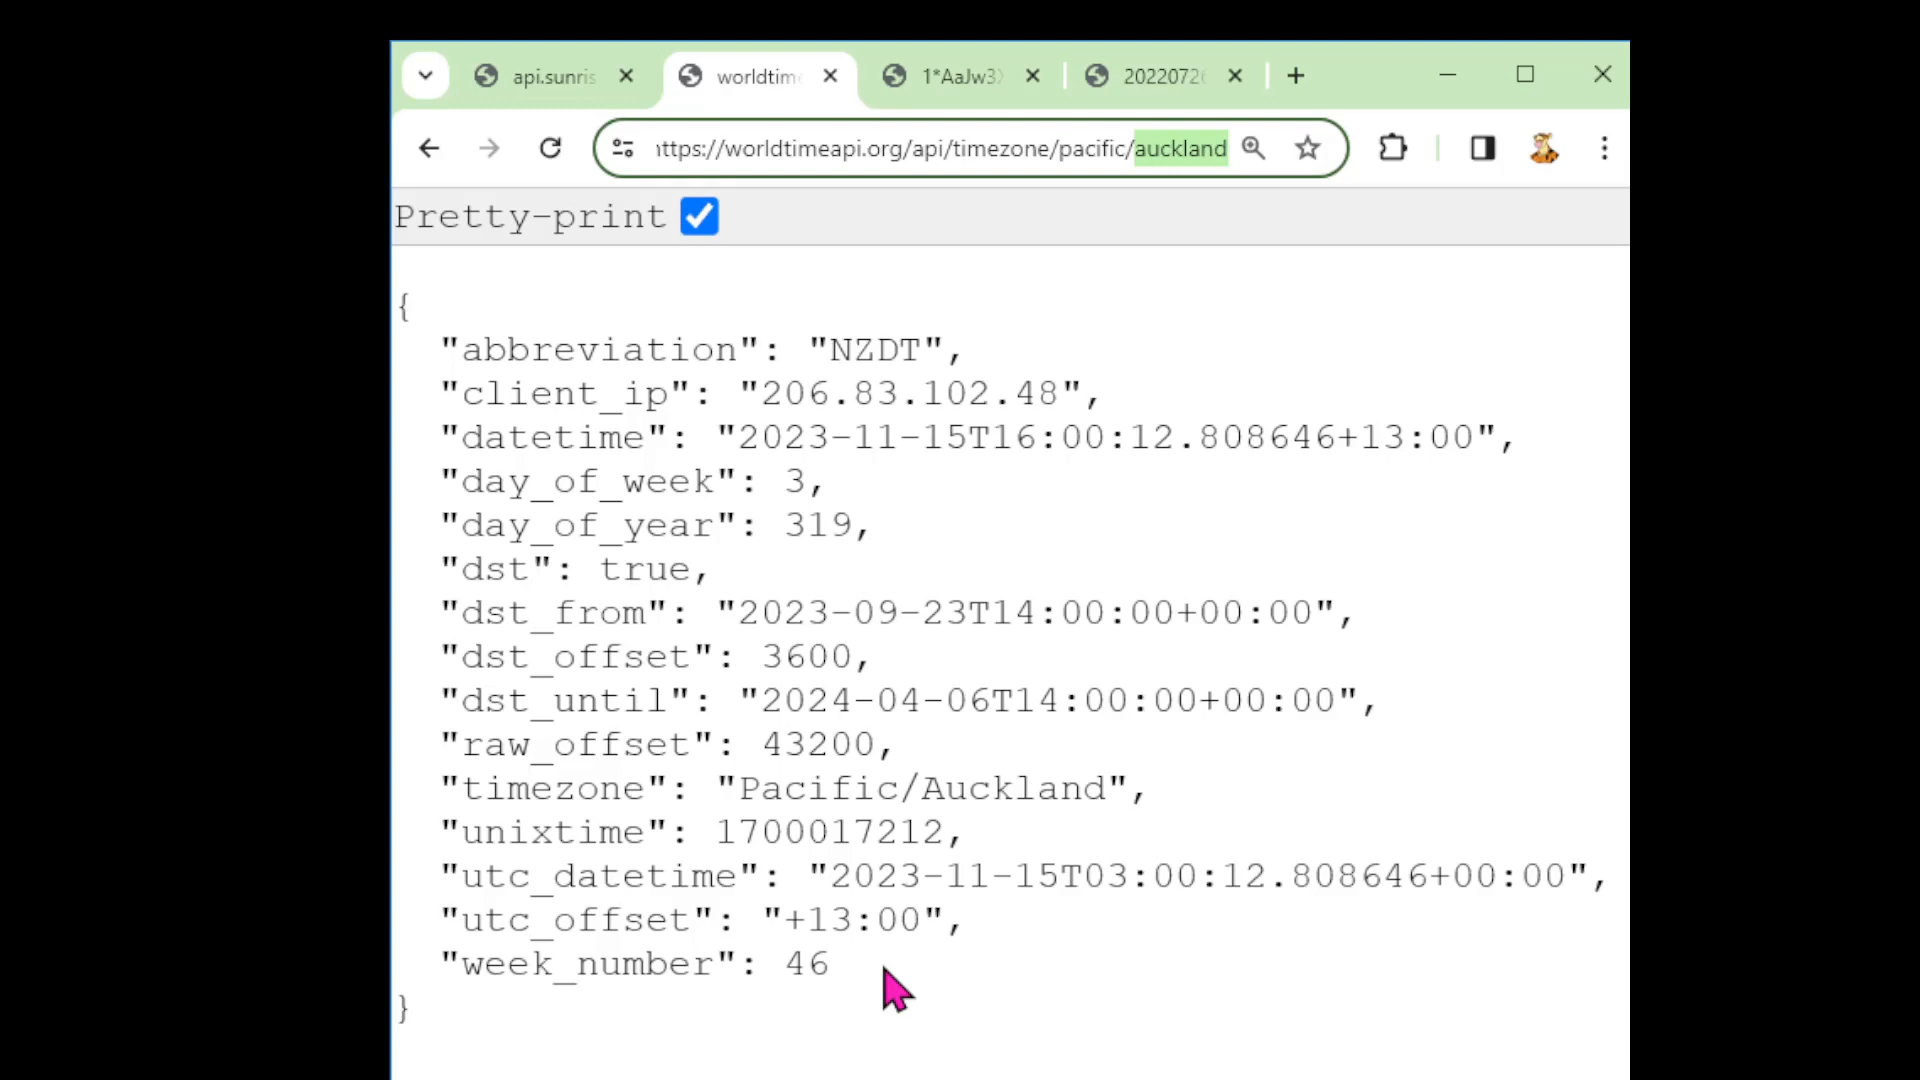 api.sunris
worldtime
1*AaJw3X
2022072
https://worldtimeapi.org/api/timezone/pacific/auckland
Pretty-print
{
"abbreviation": "NZDT",
"client_ip": "206.83.102.48",
"datetime": "2023-11-15T16:00:12.808646+13:00",
"day_of_week": 3,
"day_of_year": 319,
"dst": true,
"dst_from": "2023-09-23T14:00:00+00:00",
"dst_offset": 3600,
"dst_until": "2024-04-06T14:00:00+00:00",
"raw_offset": 43200,
"timezone": "Pacific/Auckland",
"unixtime": 1700017212,
"utc_datetime": "2023-11-15T03:00:12.808646+00:00",
"utc_offset": "+13:00",
"week_number": 46
}